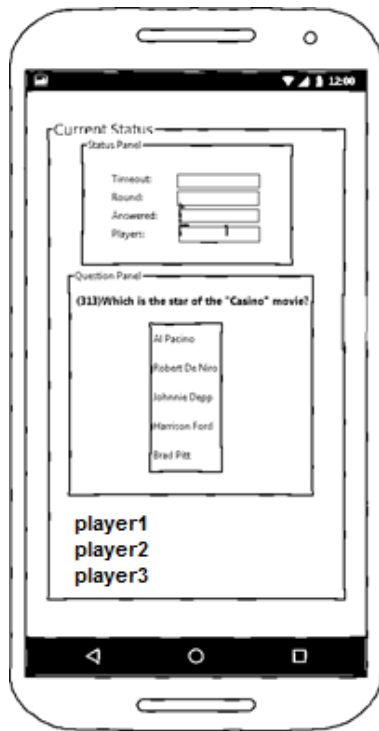 12:00
Current Status
Status Panel
Timeout:
Round:
Answered:
Players:
Question Panel
(313)Which is the star of the "Casino" movie?
Al Pacino
Robert De Niro
Johnnie Depp
Harrison Ford
Brad Pitt
player1
player2
player3